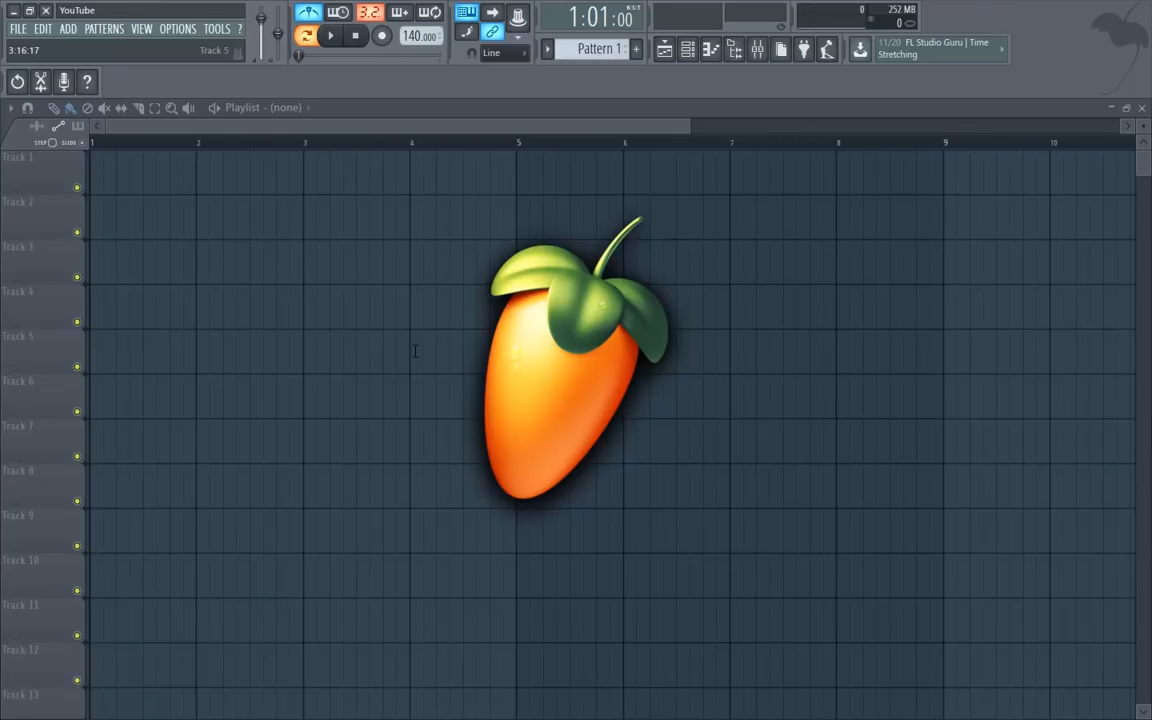 YouTube
FILE EDIT ADD PATTERNS VIEW OPTIONS TOOLS ?
3:16:17 Track 5
3.2.
140.000
1:01:00
B:S:T
Line
Pattern 1
+
0
252 MB
0
11/20 FL Studio Guru | Time
Stretching
?
Playlist - (none)
STEP SLIDE
1 2 3 4 5 6 7 8 9 10
Track 1
Track 2
Track 3
Track 4
Track 5
Track 6
Track 7
Track 8
Track 9
Track 10
Track 11
Track 12
Track 13